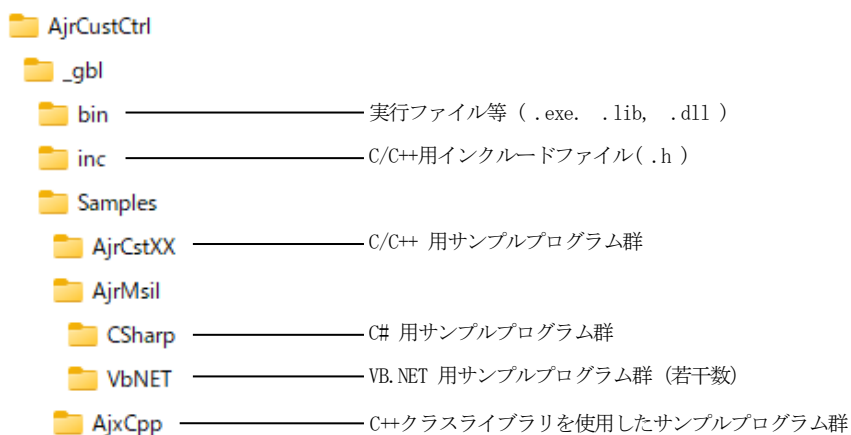 AjrCustCtrl
_gbl
bin 実行ファイル等 ( .exe. .lib, .dll )
inc C/C++用インクルードファイル( .h )
Samples
AjrCstXX C/C++ 用サンプルプログラム群
AjrMsil
CSharp C# 用サンプルプログラム群
VbNET VB.NET 用サンプルプログラム群 (若干数)
AjxCpp C++クラスライブラリを使用したサンプルプログラム群